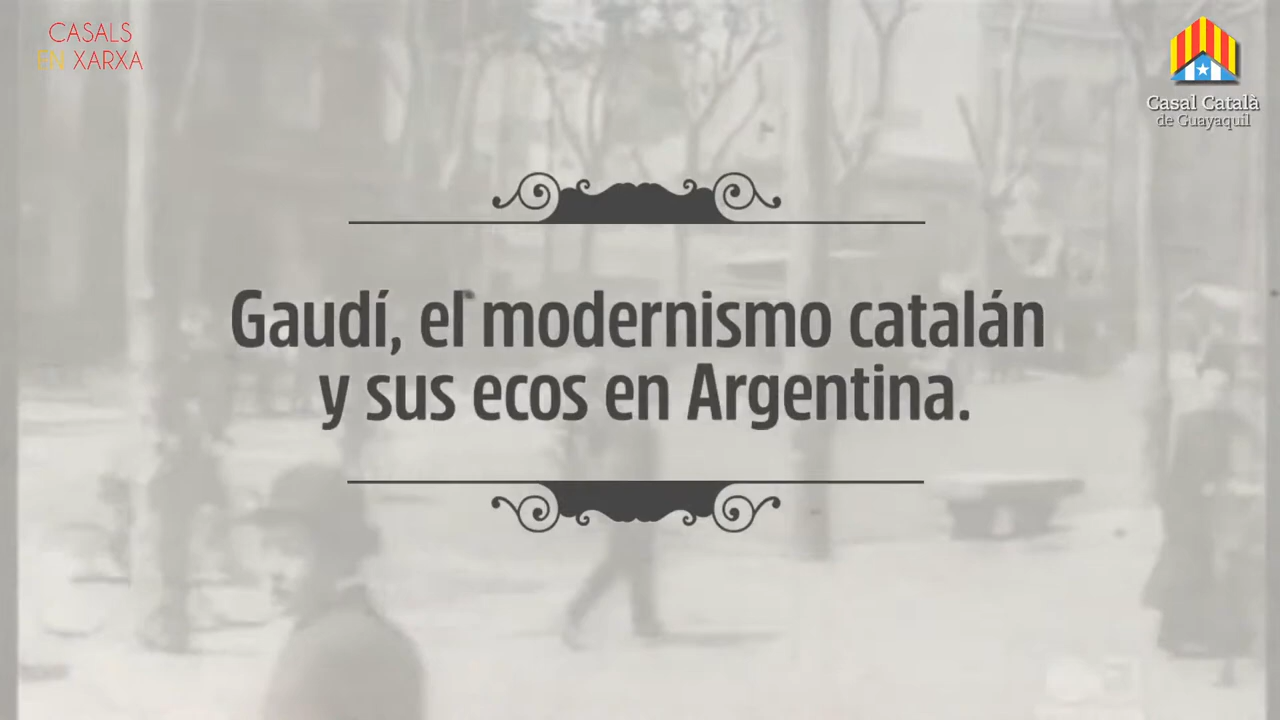 CASALS
EN XARXA
Casal Català
de Guayaquil
Gaudí, el modernismo catalán
y sus ecos en Argentina.